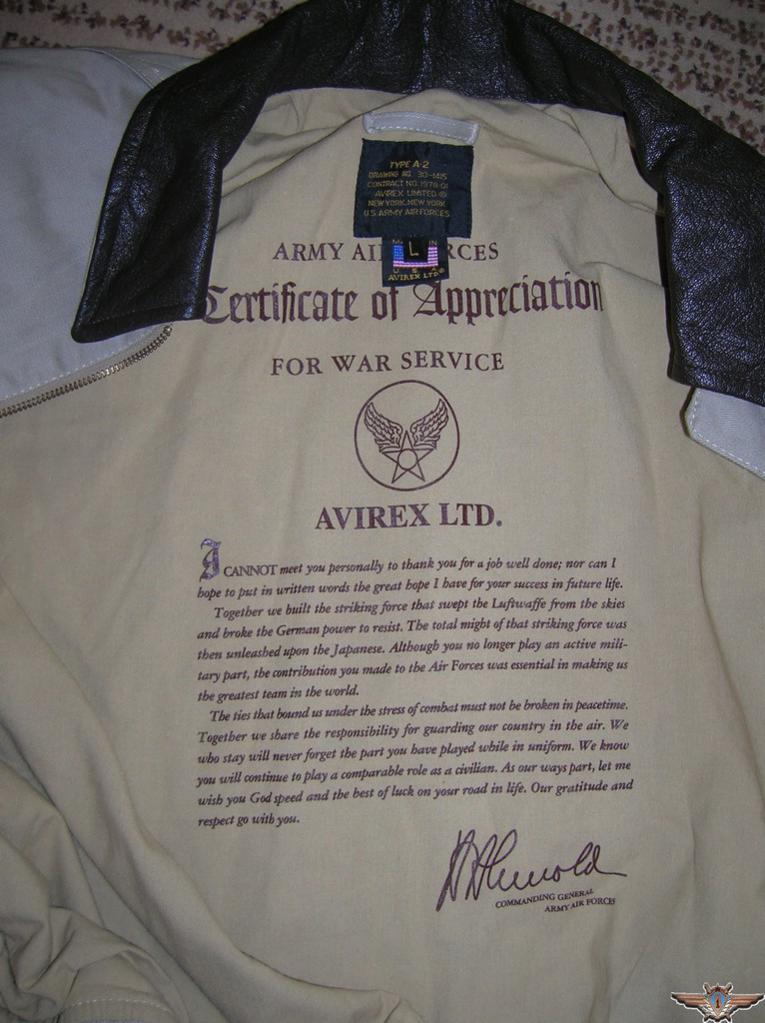 TYPE A-2
DRAWING NO. 30-1415
CONTRACT NO. 1978-01
AVIREX LIMITED ®
NEW YORK, NEW YORK
U.S. ARMY AIR FORCES
L
U. S. A.
AVIREX LTD®
ARMY AI RCES
Certificate of Appreciation
FOR WAR SERVICE
AVIREX LTD.
I CANNOT meet you personally to thank you for a job well done; nor can I
hope to put in written words the great hope I have for your success in future life.
Together we built the striking force that swept the Luftwaffe from the skies
and broke the German power to resist. The total might of that striking force was
then unleashed upon the Japanese. Although you no longer play an active mili-
tary part, the contribution you made to the Air Forces was essential in making us
the greatest team in the world.
The ties that bound us under the stress of combat must not be broken in peacetime.
Together we share the responsibility for guarding our country in the air. We
who stay will never forget the part you have played while in uniform. We know
you will continue to play a comparable role as a civilian. As our ways part, let me
wish you God speed and the best of luck on your road in life. Our gratitude and
respect go with you.
HHArnold
COMMANDING GENERAL
ARMY AIR FORCES